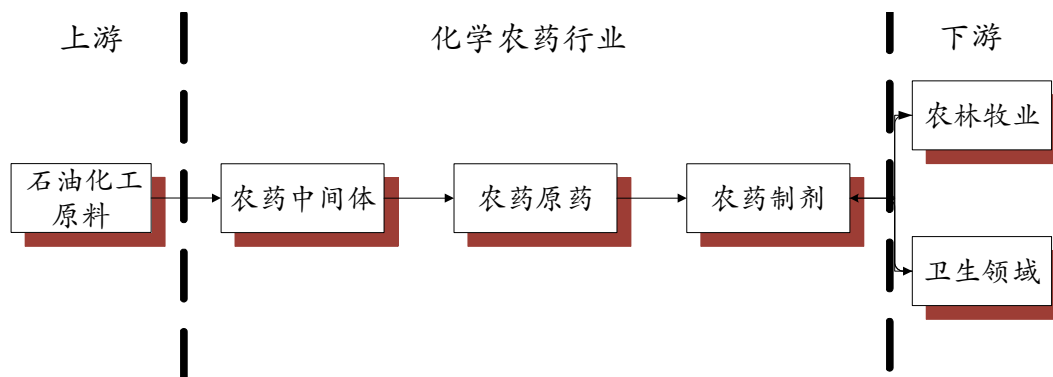 上游
化学农药行业
下游
农林牧业
石油化工
原料
农药中间体
农药原药
农药制剂
卫生领域